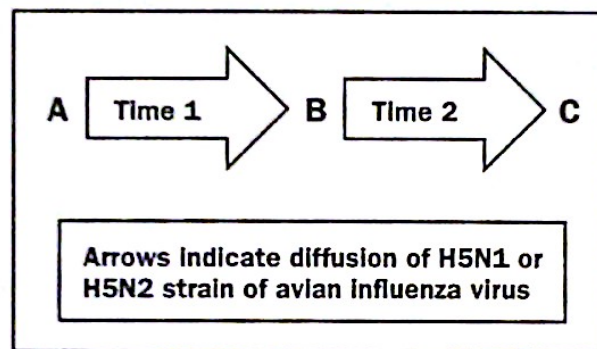 A Time 1 B Time 2 C
Arrows indicate diffusion of H5N1 or
H5N2 strain of avian influenza virus